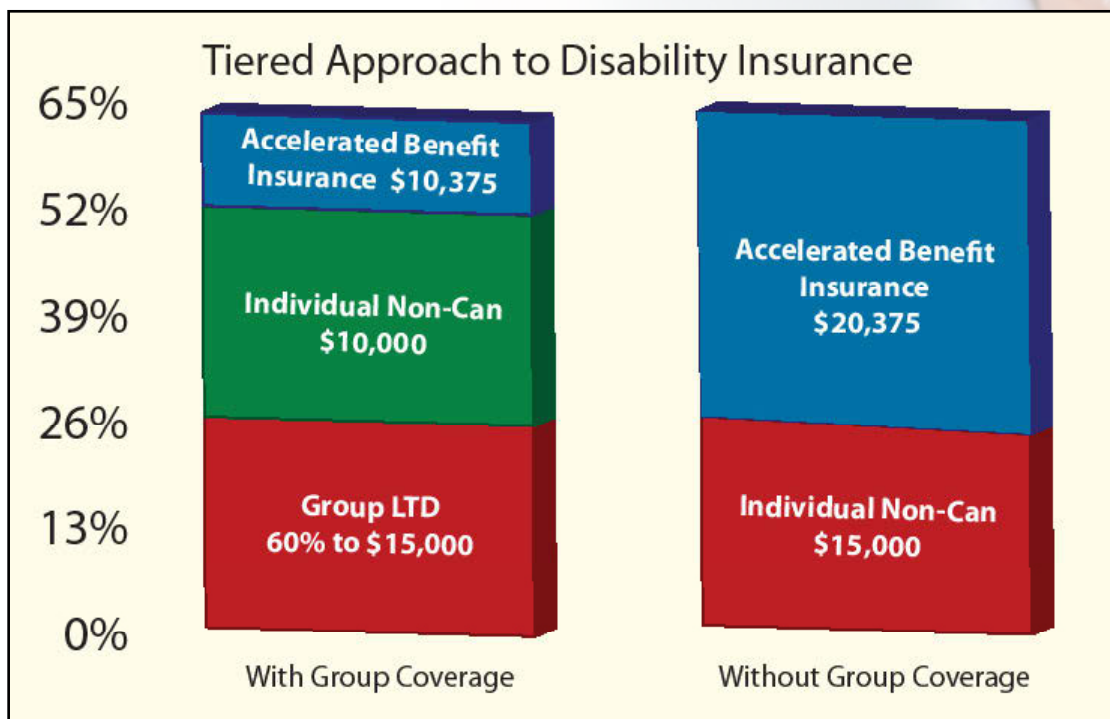 Tiered Approach to Disability Insurance
65%
52%
39%
26%
13%
0%
Accelerated Benefit
Insurance $10,375
Individual Non-Can
$10,000
Group LTD
60% to $15,000
With Group Coverage
Accelerated Benefit
Insurance
$20,375
Individual Non-Can
$15,000
Without Group Coverage